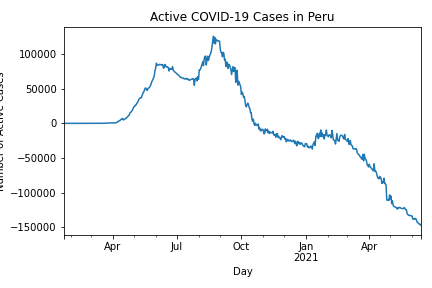 Active COVID-19 Cases in Peru
Number of Active Cases
100000
50000
0
−50000
−100000
−150000
Apr
Jul
Oct
Jan
2021
Apr
Day